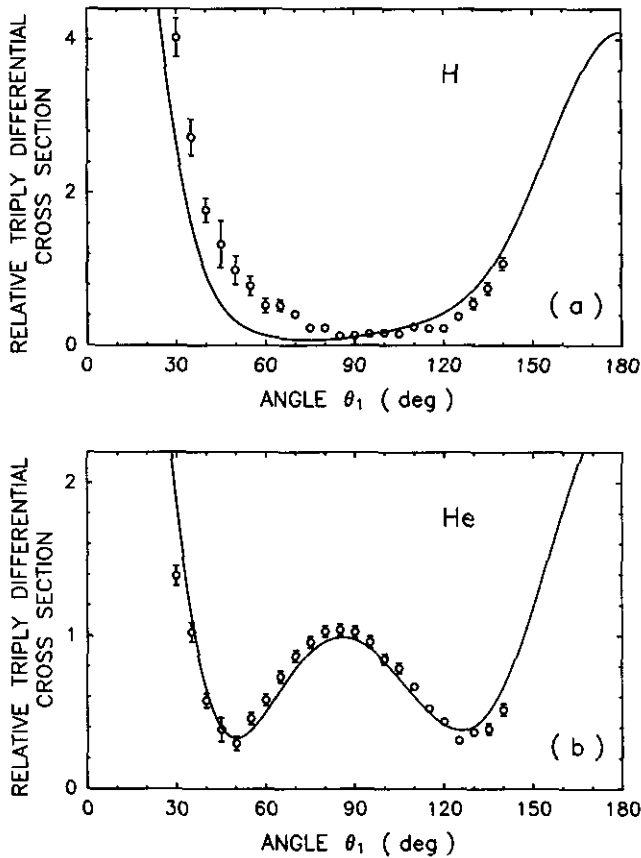 RELATIVE TRIPLY DIFFERENTIAL
CROSS SECTION
4
2
0
H
( a )
0 30 60 90 120 150 180
ANGLE θ₁ ( deg )
RELATIVE TRIPLY DIFFERENTIAL
CROSS SECTION
2
1
0
He
( b )
0 30 60 90 120 150 180
ANGLE θ₁ ( deg )